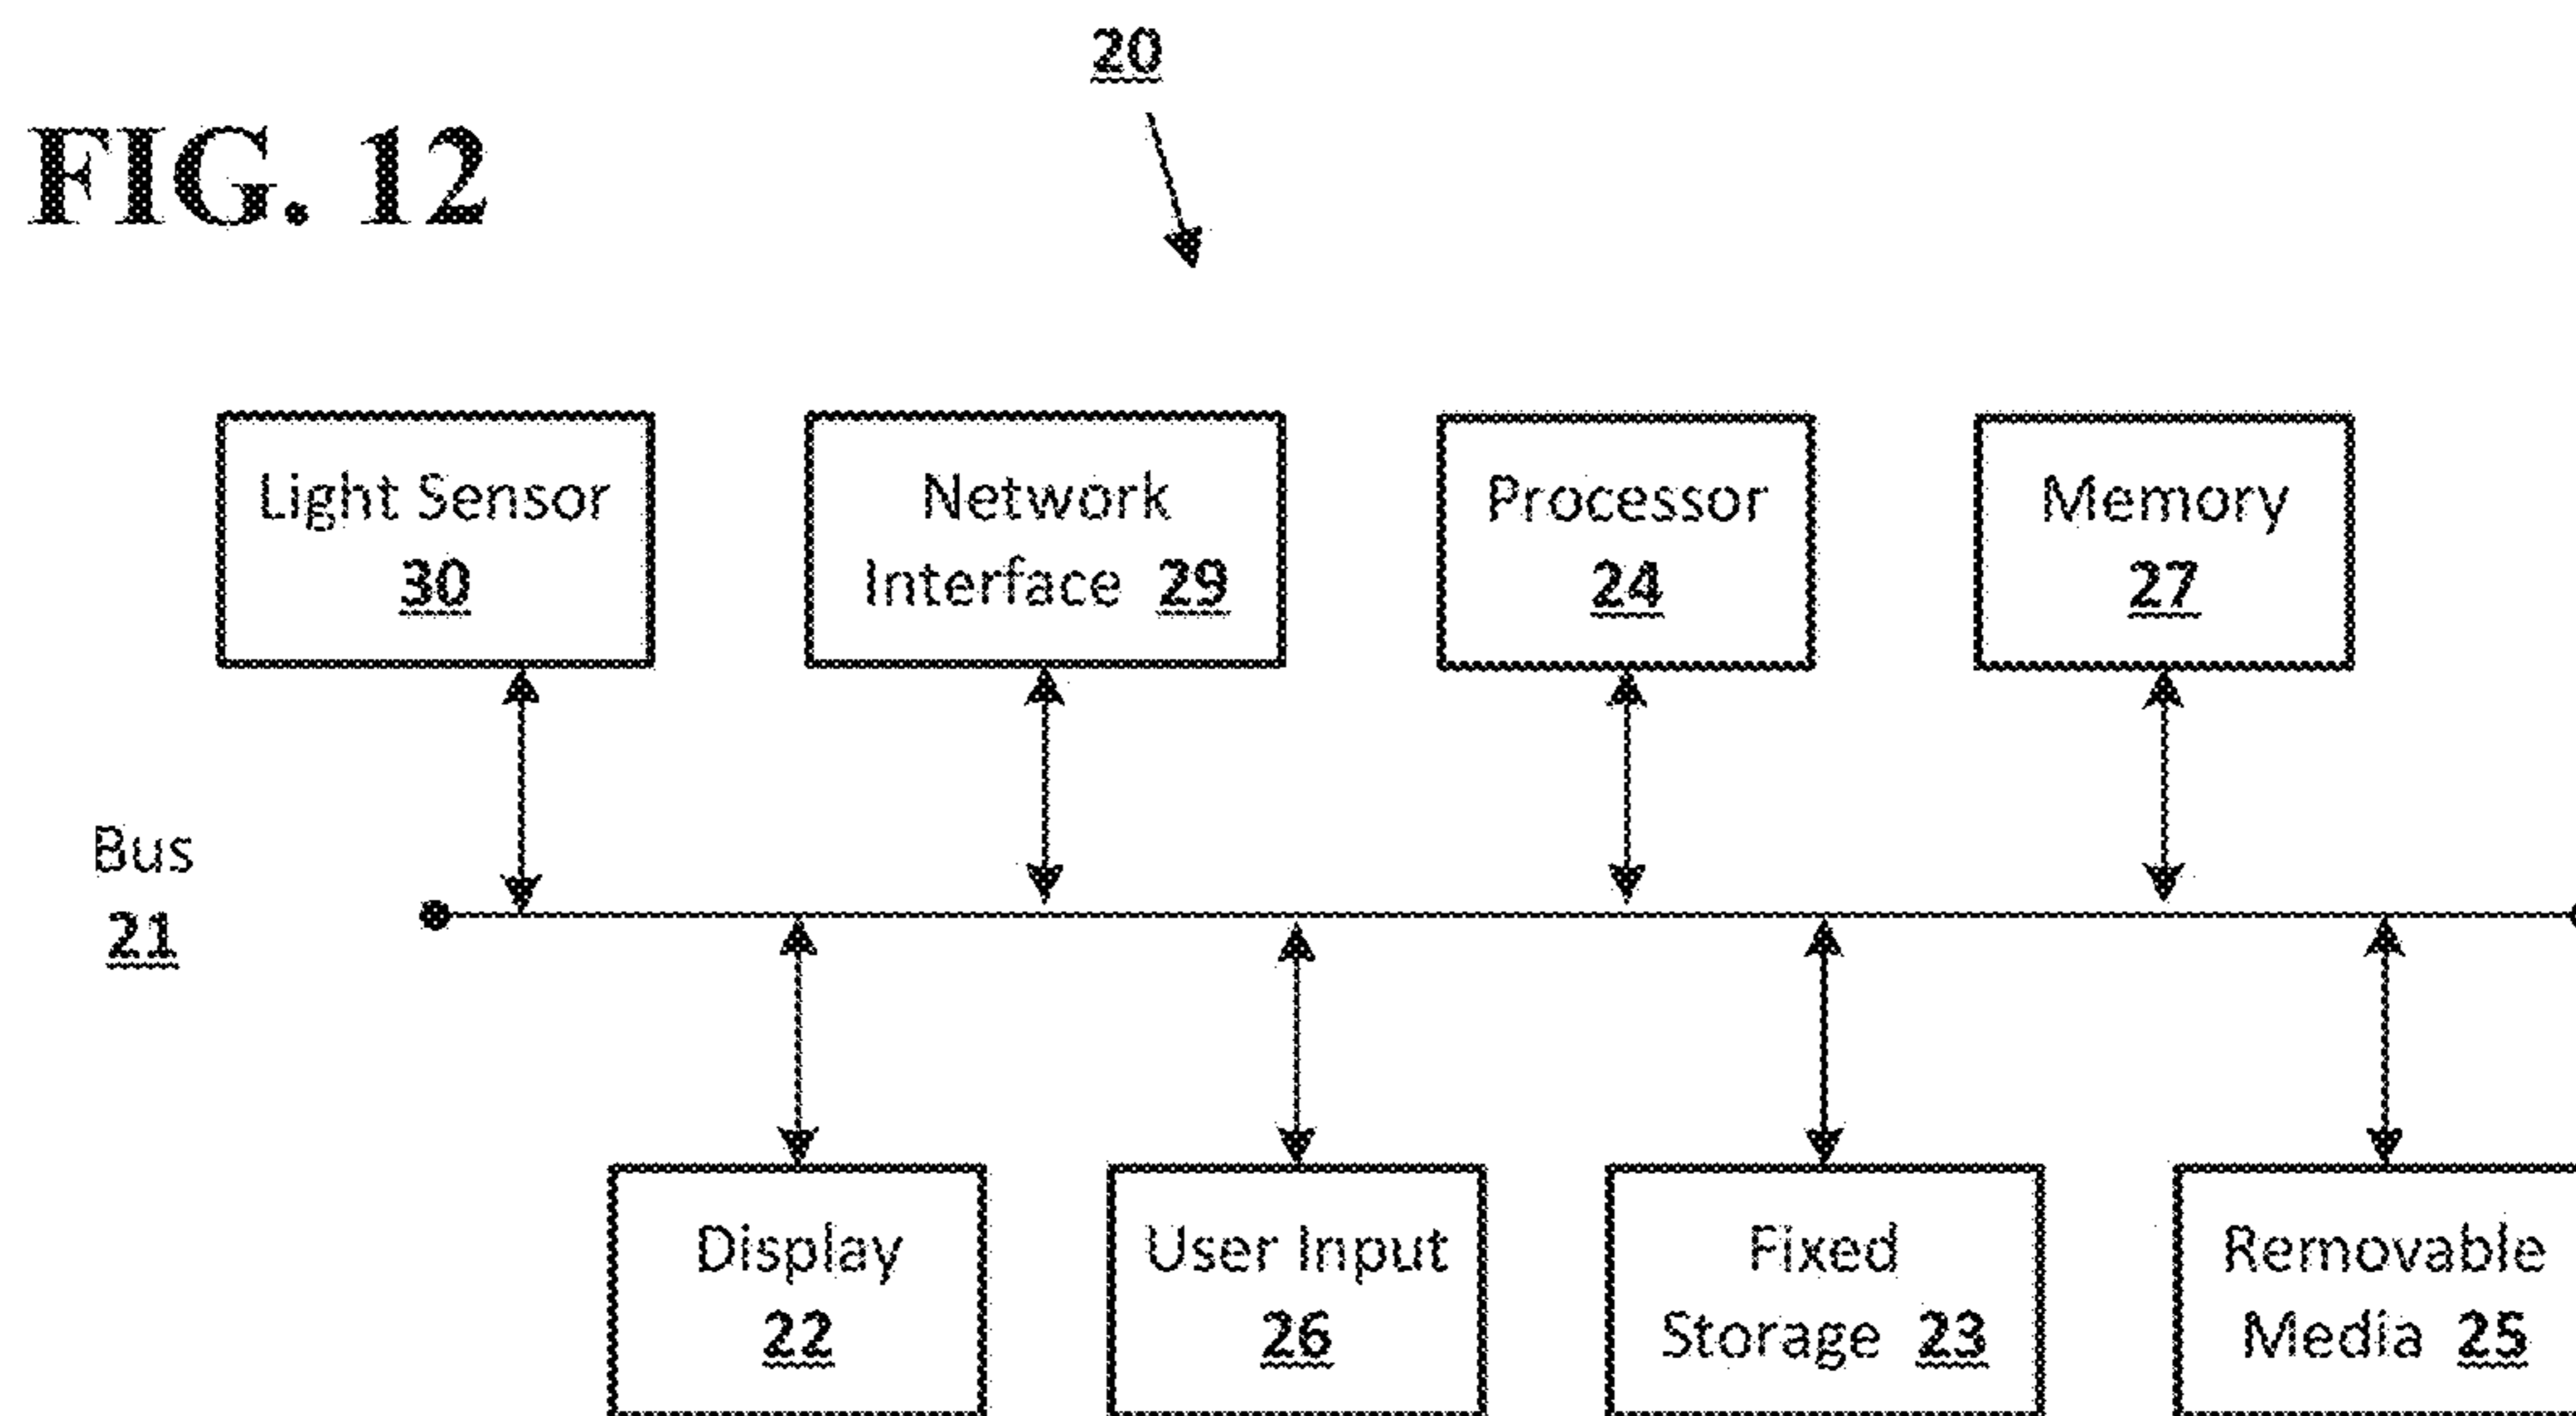 20
FIG. 12
Light Sensor
30
Network
Interface 29
Processor
24
Memory
27
Bus
21
Display
22
User Input
26
Fixed
Storage 23
Removable
Media 25